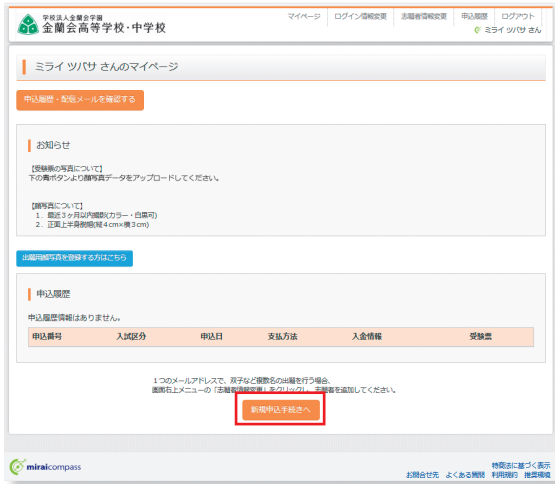 学校法人金蘭会学園
金蘭会高等学校・中学校
マイページ ログイン情報変更 志願者情報変更 申込履歴 ログアウト
ミライ ツバサ さん
ミライ ツバサ さんのマイページ
申込履歴・配信メールを確認する
お知らせ
【受験票の写真について】
下の青ボタンより顔写真データをアップロードしてください。
【顔写真について】
1. 最近3ヶ月以内撮影(カラー・白黒可)
2. 正面上半身脱帽(縦4cm×横3cm)
出願用顔写真を登録する方はこちら
申込履歴
申込履歴情報はありません。
申込番号 入試区分 申込日 支払方法 入金情報 受験票
1つのメールアドレスで、双子など複数名の出願を行う場合、
画面右上メニューの「志願者情報変更」をクリックし、志願者を追加してください。
新規申込手続きへ
miraicompass
特商法に基づく表示
お問合せ先 よくある質問 利用規約 推奨環境